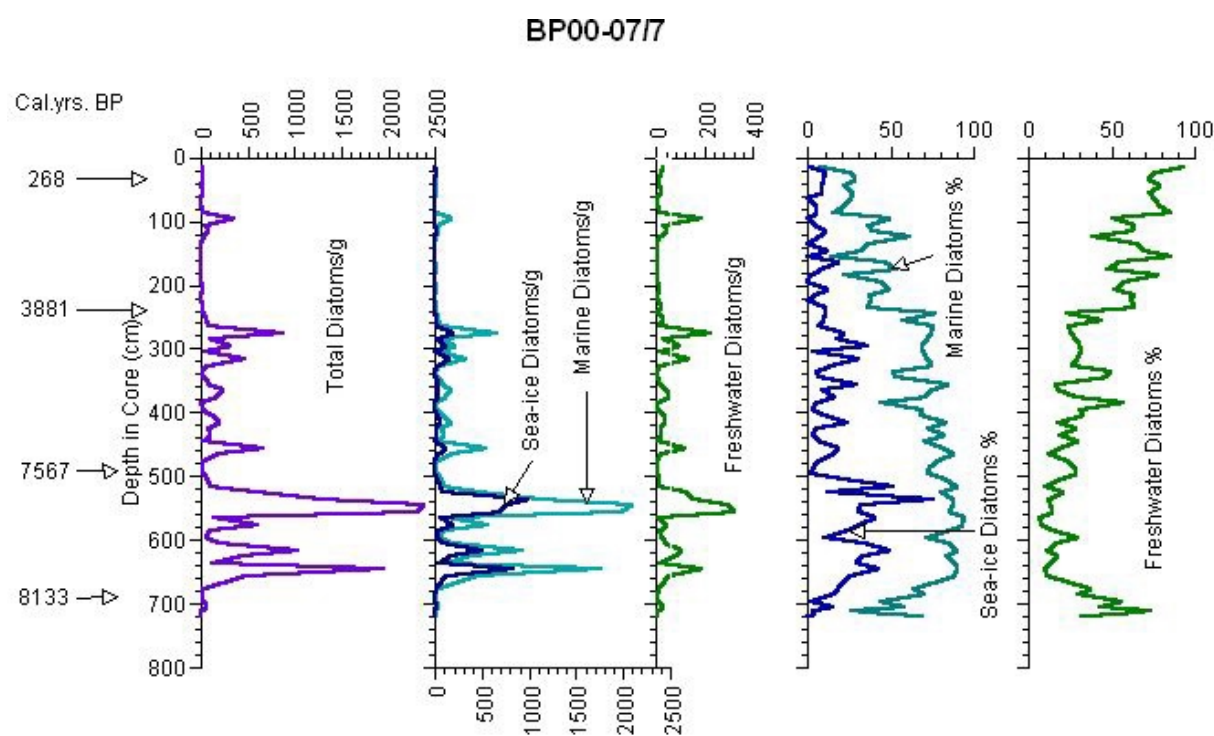 BP00-07/7
Cal.yrs. BP
0 500 1000 1500 2000 2500
0 200 400
0 50 100
0 50 100
0
100
200
300
400
500
600
700
800
268
3881
7567
8133
Depth in Core (cm)
Total Diatoms/g
Sea-ice Diatoms/g
Marine Diatoms/g
Freshwater Diatoms/g
Marine Diatoms %
Sea-ice Diatoms %
Freshwater Diatoms %
0 500 1000 1500 2000 2500